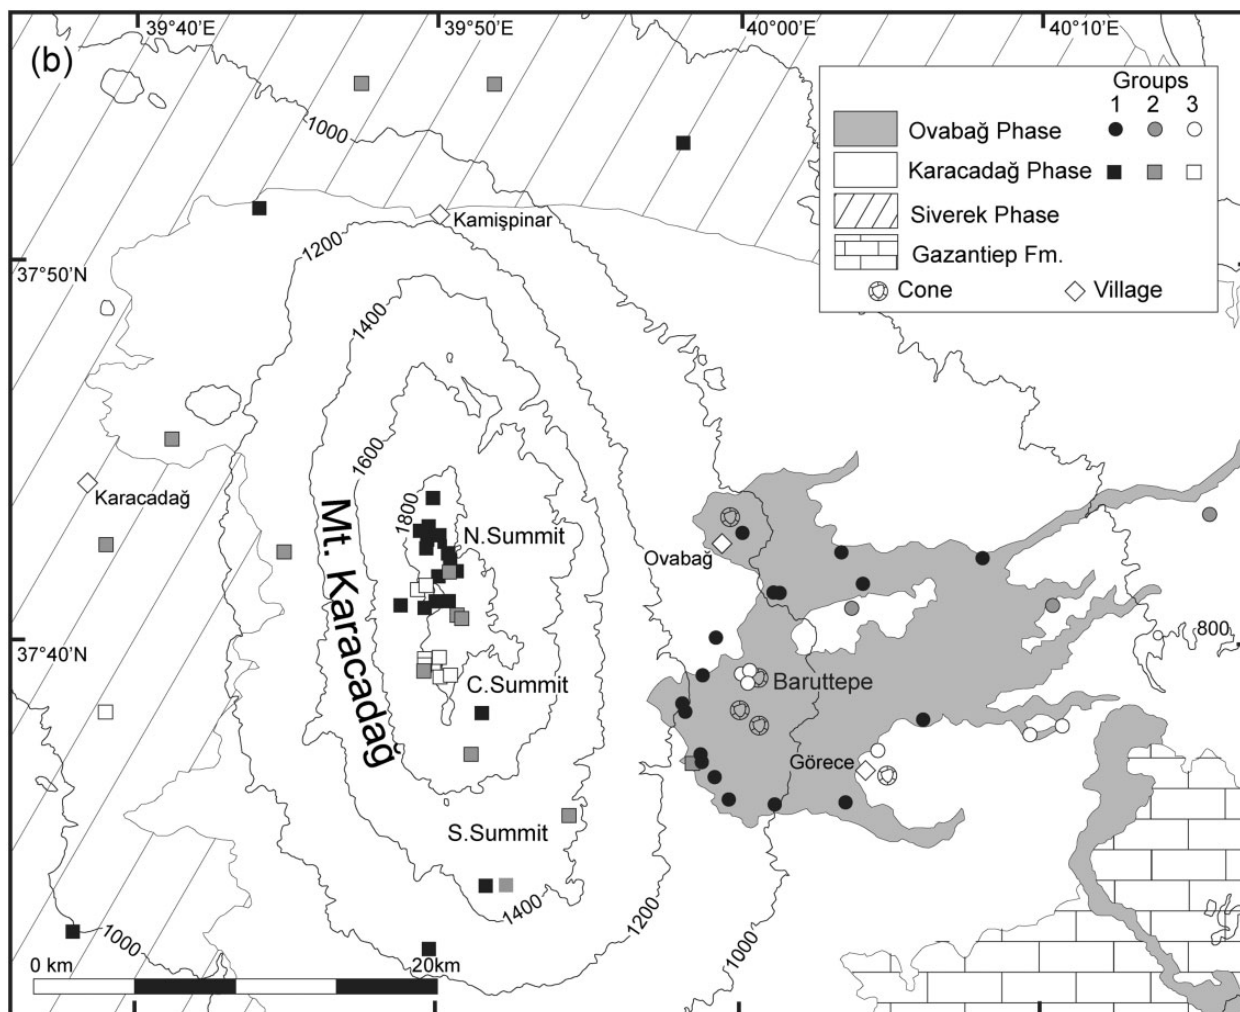 39°40’E
39°50’E
40°00’E
40°10’E
(b)
Groups
1 2 3
Ovabağ Phase
Karacadağ Phase
Siverek Phase
Gazantiep Fm.
Cone
Village
1000
Kamişpinar
1200
37°50’N
1400
1600
Karacadağ
1800
Mt. Karacadağ
N.Summit
Ovabağ
37°40’N
800
C.Summit
Baruttepe
Görece
S.Summit
1400
1200
1000
1000
0 km
20km